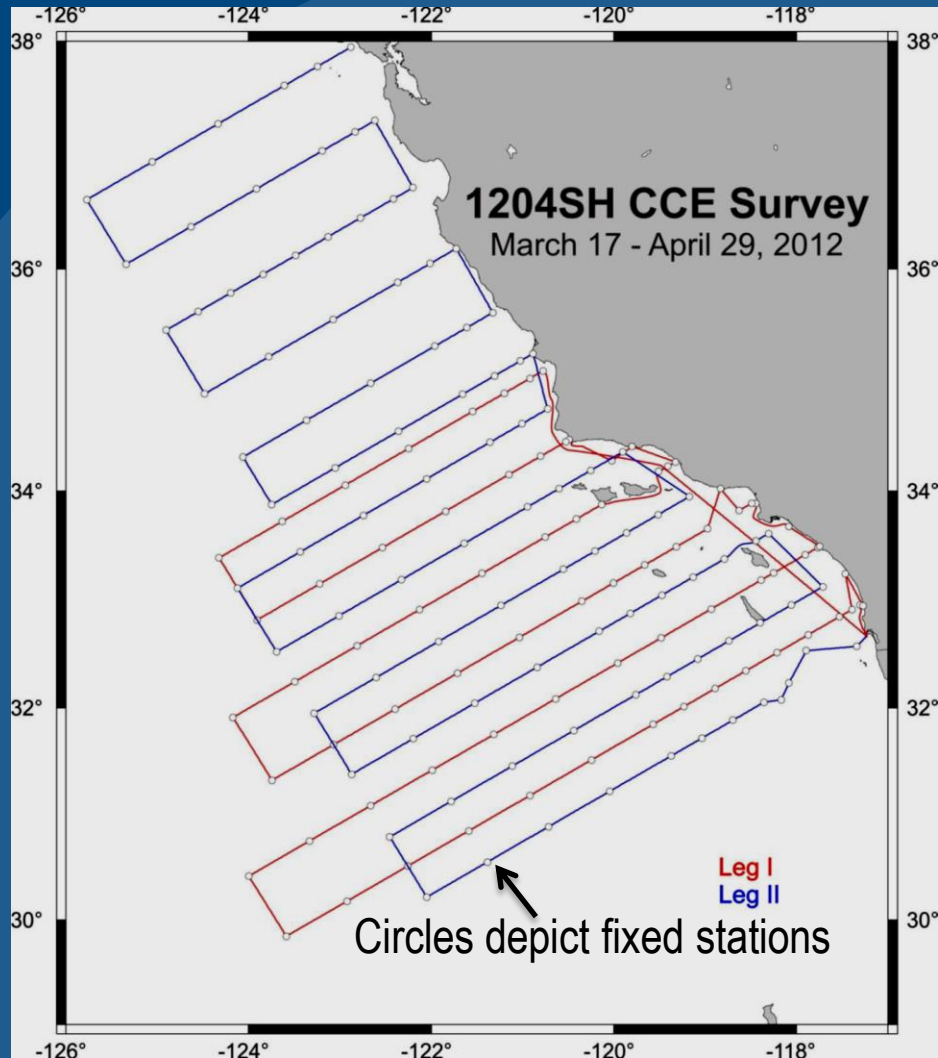 -126° -124° -122° -120° -118°
38° 38°
1204SH CCE Survey
March 17 - April 29, 2012
36° 36°
34° 34°
32° 32°
Leg I
Leg II
30° 30°
Circles depict fixed stations
-126° -124° -122° -120° -118°